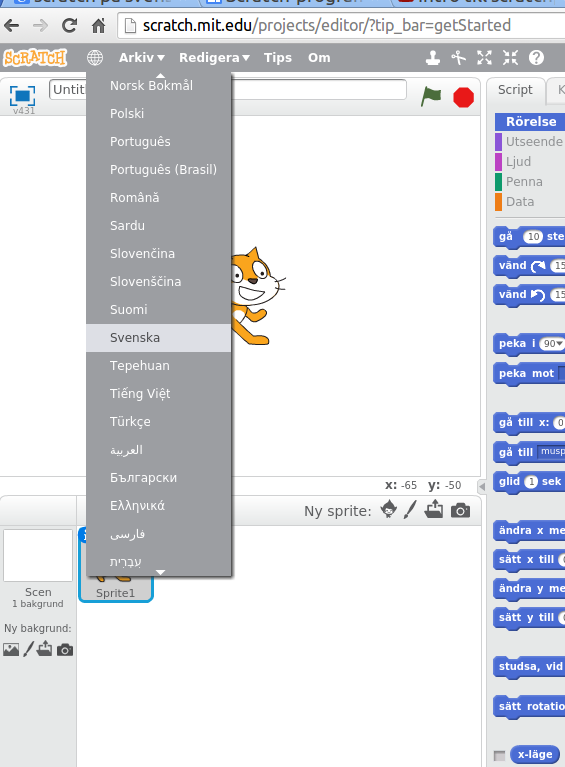 scratch.mit.edu/projects/editor/?tip_bar=getStarted
SCRATCH
Arkiv
Redigera
Tips
Om
v431
Norsk Bokmål
Polski
Português
Português (Brasil)
Română
Sardu
Slovenčina
Slovenščina
Suomi
Svenska
Tepehuan
Tiếng Việt
Türkçe
العربية
Български
Ελληνικά
فارسی
עִבְרִית
x: -65 y: -50
Ny sprite:
Scen
1 bakgrund
Ny bakgrund:
Sprite1
Script
Rörelse
Utseende
Ljud
Penna
Data
gå 10 ste
vänd 15
vänd 15
peka i 90
peka mot
gå till x: 0
gå till musp
glid 1 sek
ändra x me
sätt x till 0
ändra y me
sätt y till 0
studsa, vid
sätt rotatio
x-läge